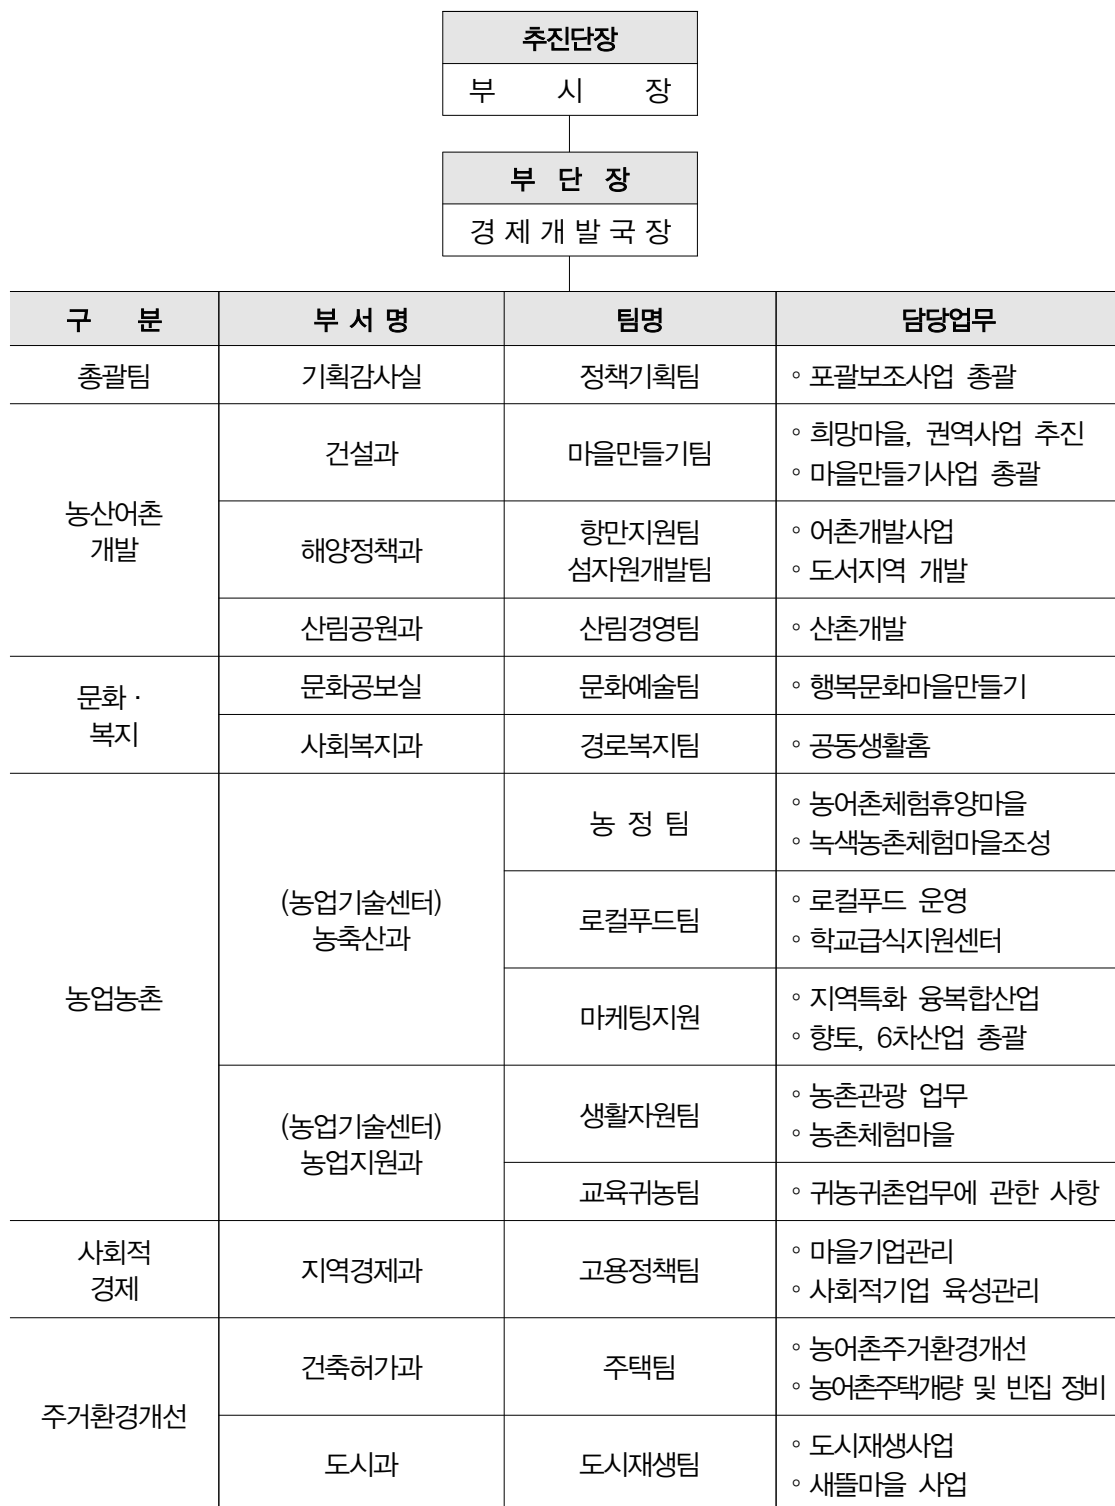 추진단장
부 시 장
부 단 장
경제개발국장
구 분 부 서 명 팀명 담당업무
총괄팀 기획감사실 정책기획팀 ◦포괄보조사업 총괄
농산어촌
개발
건설과 마을만들기팀
◦희망마을, 권역사업 추진
◦마을만들기사업 총괄
해양정책과
항만지원팀
섬자원개발팀
◦어촌개발사업
◦도서지역 개발
산림공원과 산림경영팀 ◦산촌개발
문화·
복지
문화공보실 문화예술팀 ◦행복문화마을만들기
사회복지과 경로복지팀 ◦공동생활홈
농업농촌
(농업기술센터)
농축산과
농 정 팀
◦농어촌체험휴양마을
◦녹색농촌체험마을조성
로컬푸드팀
◦로컬푸드 운영
◦학교급식지원센터
마케팅지원
◦지역특화 융복합산업
◦향토, 6차산업 총괄
(농업기술센터)
농업지원과
생활자원팀
◦농촌관광 업무
◦농촌체험마을
교육귀농팀 ◦귀농귀촌업무에 관한 사항
사회적
경제
지역경제과 고용정책팀
◦마을기업관리
◦사회적기업 육성관리
주거환경개선
건축허가과 주택팀
◦농어촌주거환경개선
◦농어촌주택개량 및 빈집 정비
도시과 도시재생팀
◦도시재생사업
◦새뜰마을 사업